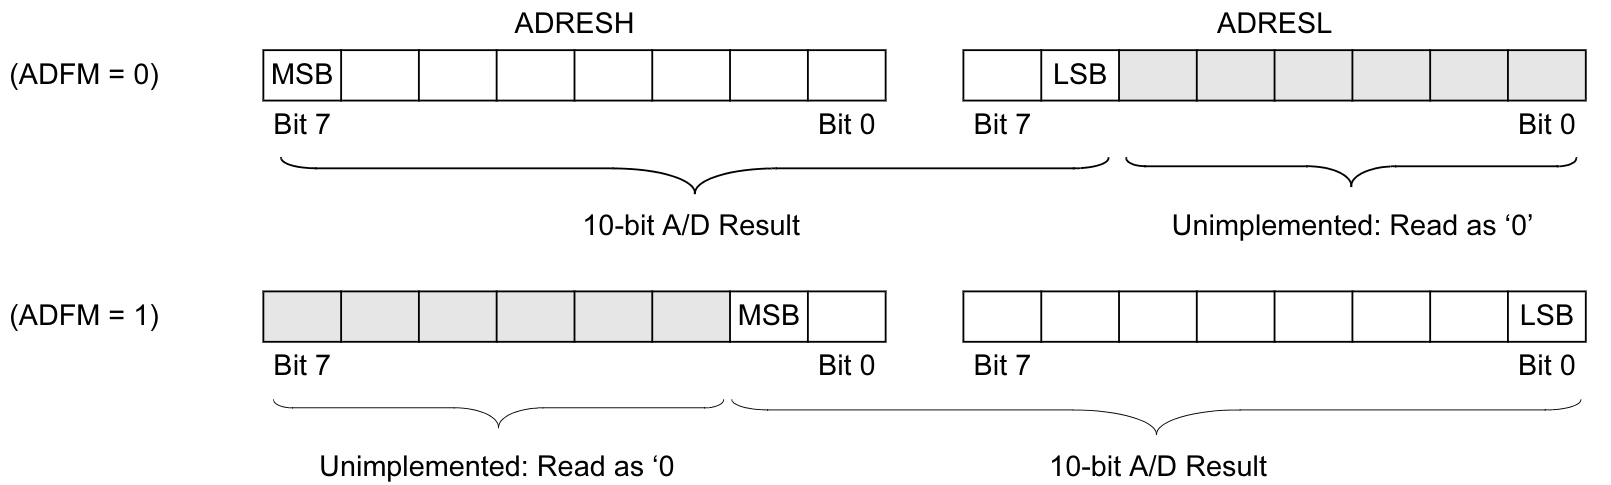 ADRESH ADRESL
(ADFM = 0) MSB LSB
Bit 7 Bit 0 Bit 7 Bit 0
10-bit A/D Result Unimplemented: Read as ‘0’
(ADFM = 1) MSB LSB
Bit 7 Bit 0 Bit 7 Bit 0
Unimplemented: Read as ‘0 10-bit A/D Result